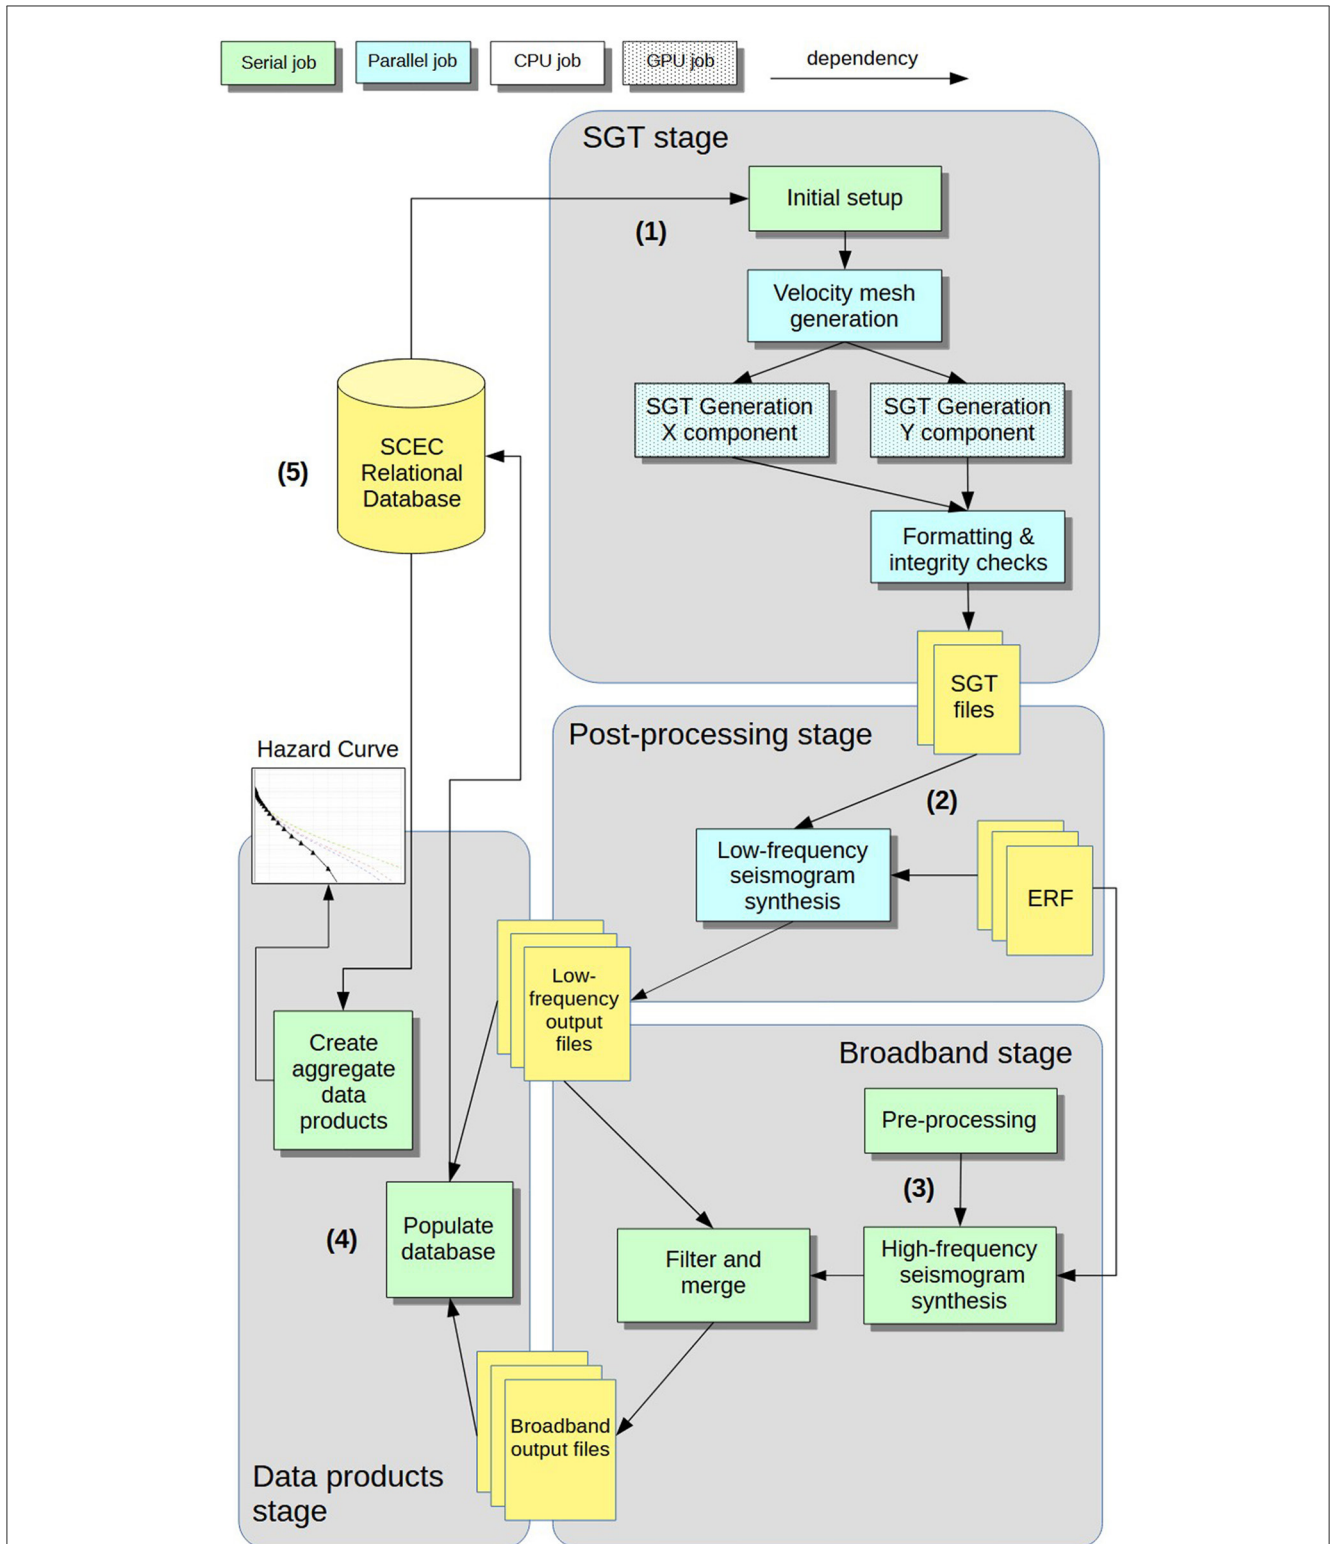 Serial job
Parallel job
CPU job
GPU job
dependency
SGT stage
Initial setup
(1)
Velocity mesh
generation
SGT Generation
X component
SGT Generation
Y component
SCEC
Relational
Database
(5)
Formatting &
integrity checks
SGT
files
Post-processing stage
Hazard Curve
(2)
Low-frequency
seismogram
synthesis
ERF
Low-
frequency
output
files
Broadband stage
Create
aggregate
data
products
Pre-processing
(3)
Populate
database
(4)
Filter and
merge
High-frequency
seismogram
synthesis
Broadband
output files
Data products
stage